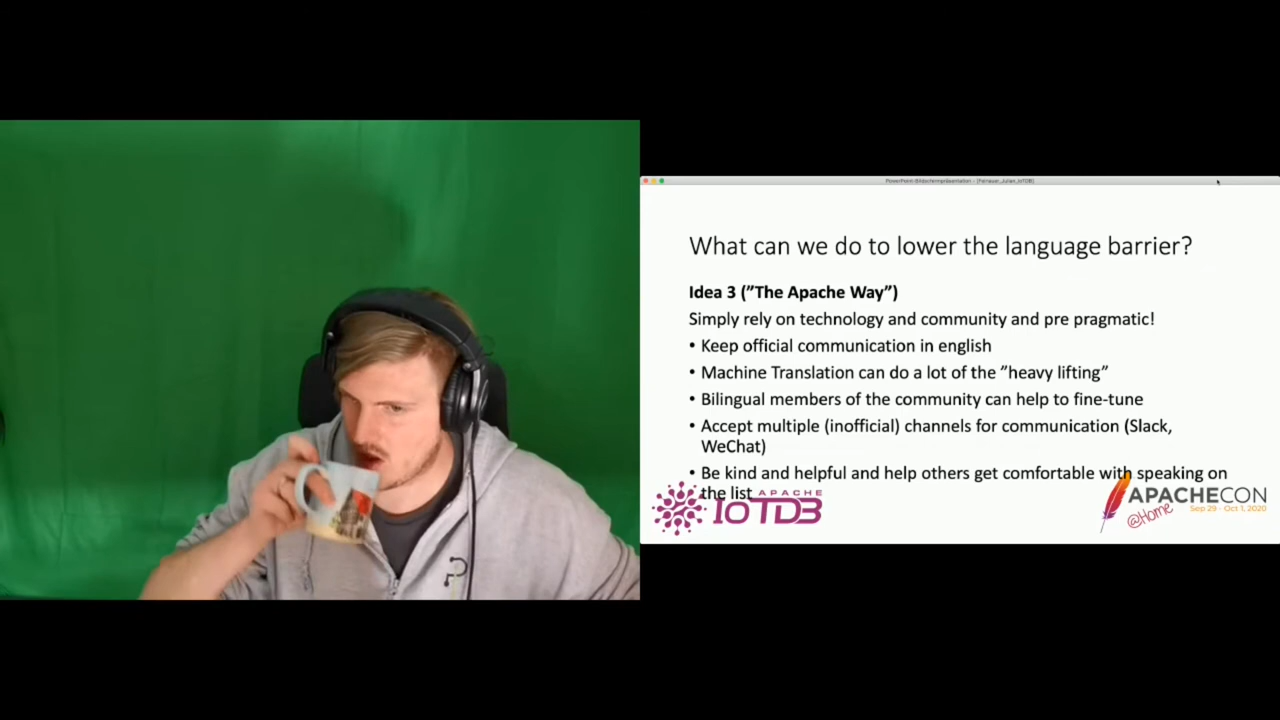 PowerPoint-Bildschirmpräsentation - [Feinauer_Julian_IoTDB]
What can we do to lower the language barrier?
Idea 3 (”The Apache Way”)
Simply rely on technology and community and pre pragmatic!
• Keep official communication in english
• Machine Translation can do a lot of the ”heavy lifting”
• Bilingual members of the community can help to fine-tune
• Accept multiple (inofficial) channels for communication (Slack,
WeChat)
• Be kind and helpful and help others get comfortable with speaking on
the list
APACHE
IoTDB
APACHECON
@Home
Sep 29 - Oct 1, 2020